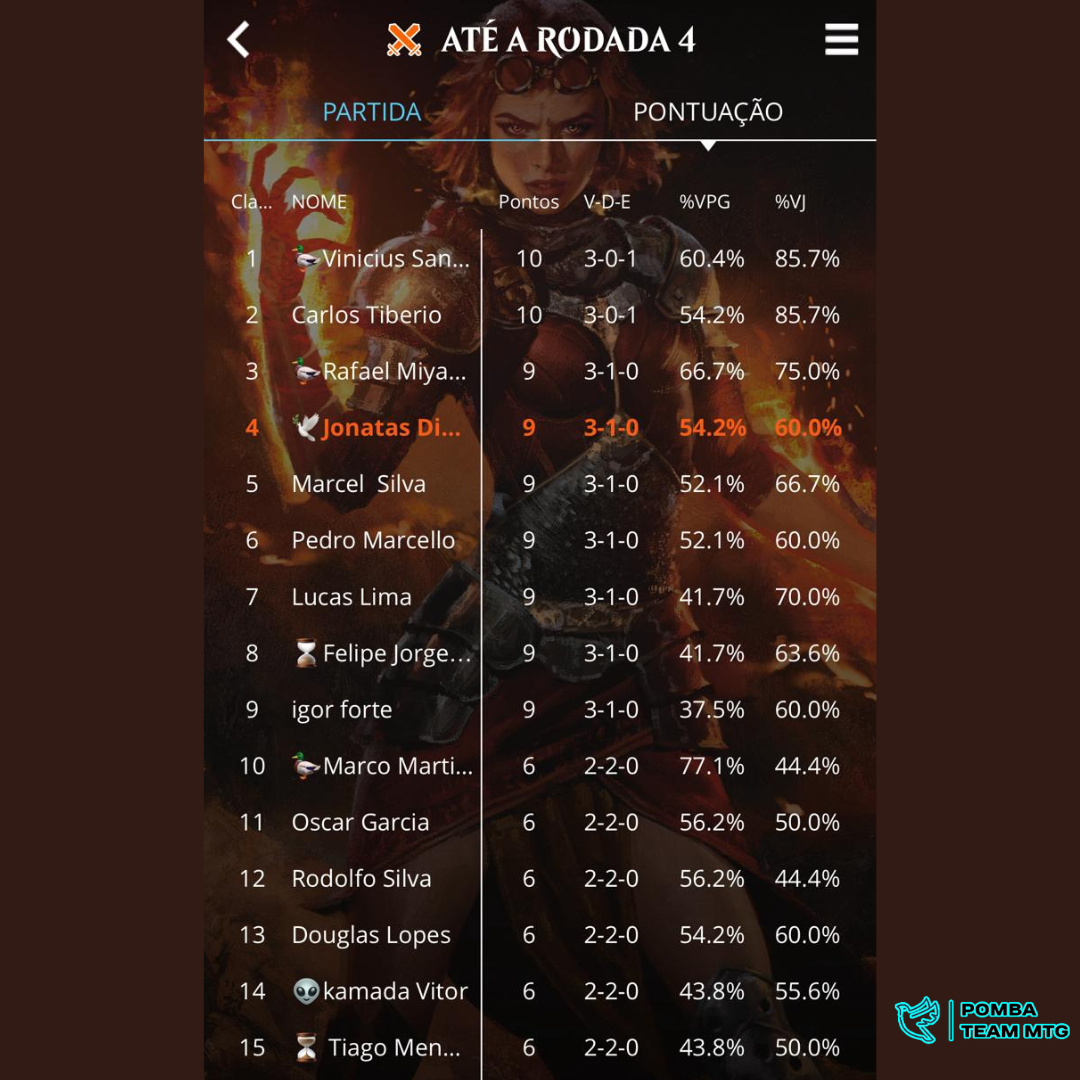 ATÉ A RODADA 4
PARTIDA PONTUAÇÃO
Cla... NOME Pontos V-D-E %VPG %VJ
1 🦆Vinicius San... 10 3-0-1 60.4% 85.7%
2 Carlos Tiberio 10 3-0-1 54.2% 85.7%
3 🦆Rafael Miya... 9 3-1-0 66.7% 75.0%
4 🕊Jonatas Di... 9 3-1-0 54.2% 60.0%
5 Marcel Silva 9 3-1-0 52.1% 66.7%
6 Pedro Marcello 9 3-1-0 52.1% 60.0%
7 Lucas Lima 9 3-1-0 41.7% 70.0%
8 ⏳Felipe Jorge... 9 3-1-0 41.7% 63.6%
9 igor forte 9 3-1-0 37.5% 60.0%
10 🦆Marco Marti... 6 2-2-0 77.1% 44.4%
11 Oscar Garcia 6 2-2-0 56.2% 50.0%
12 Rodolfo Silva 6 2-2-0 56.2% 44.4%
13 Douglas Lopes 6 2-2-0 54.2% 60.0%
14 👽kamada Vitor 6 2-2-0 43.8% 55.6%
15 ⏳ Tiago Men... 6 2-2-0 43.8% 50.0%
POMBA
TEAM MTG